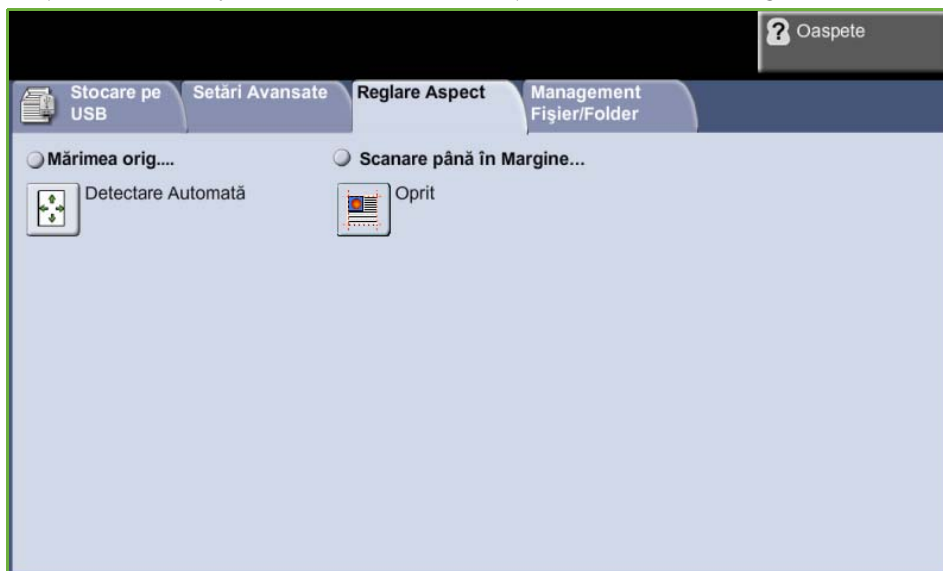 Oaspete
Stocare pe
USB
Setări Avansate
Reglare Aspect
Management
Fişier/Folder
Mărimea orig....
Detectare Automată
Scanare până în Margine...
Oprit